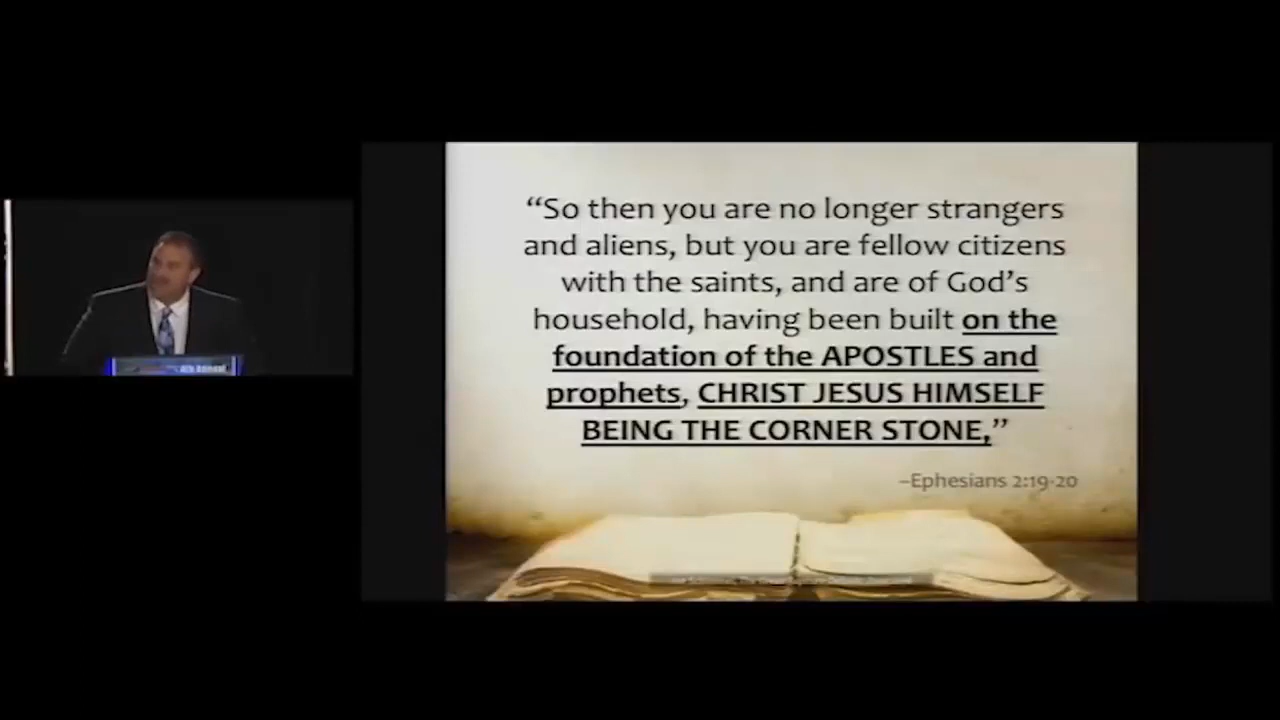 “So then you are no longer strangers
and aliens, but you are fellow citizens
with the saints, and are of God’s
household, having been built on the
foundation of the APOSTLES and
prophets, CHRIST JESUS HIMSELF
BEING THE CORNER STONE,”
–Ephesians 2:19-20
Annual